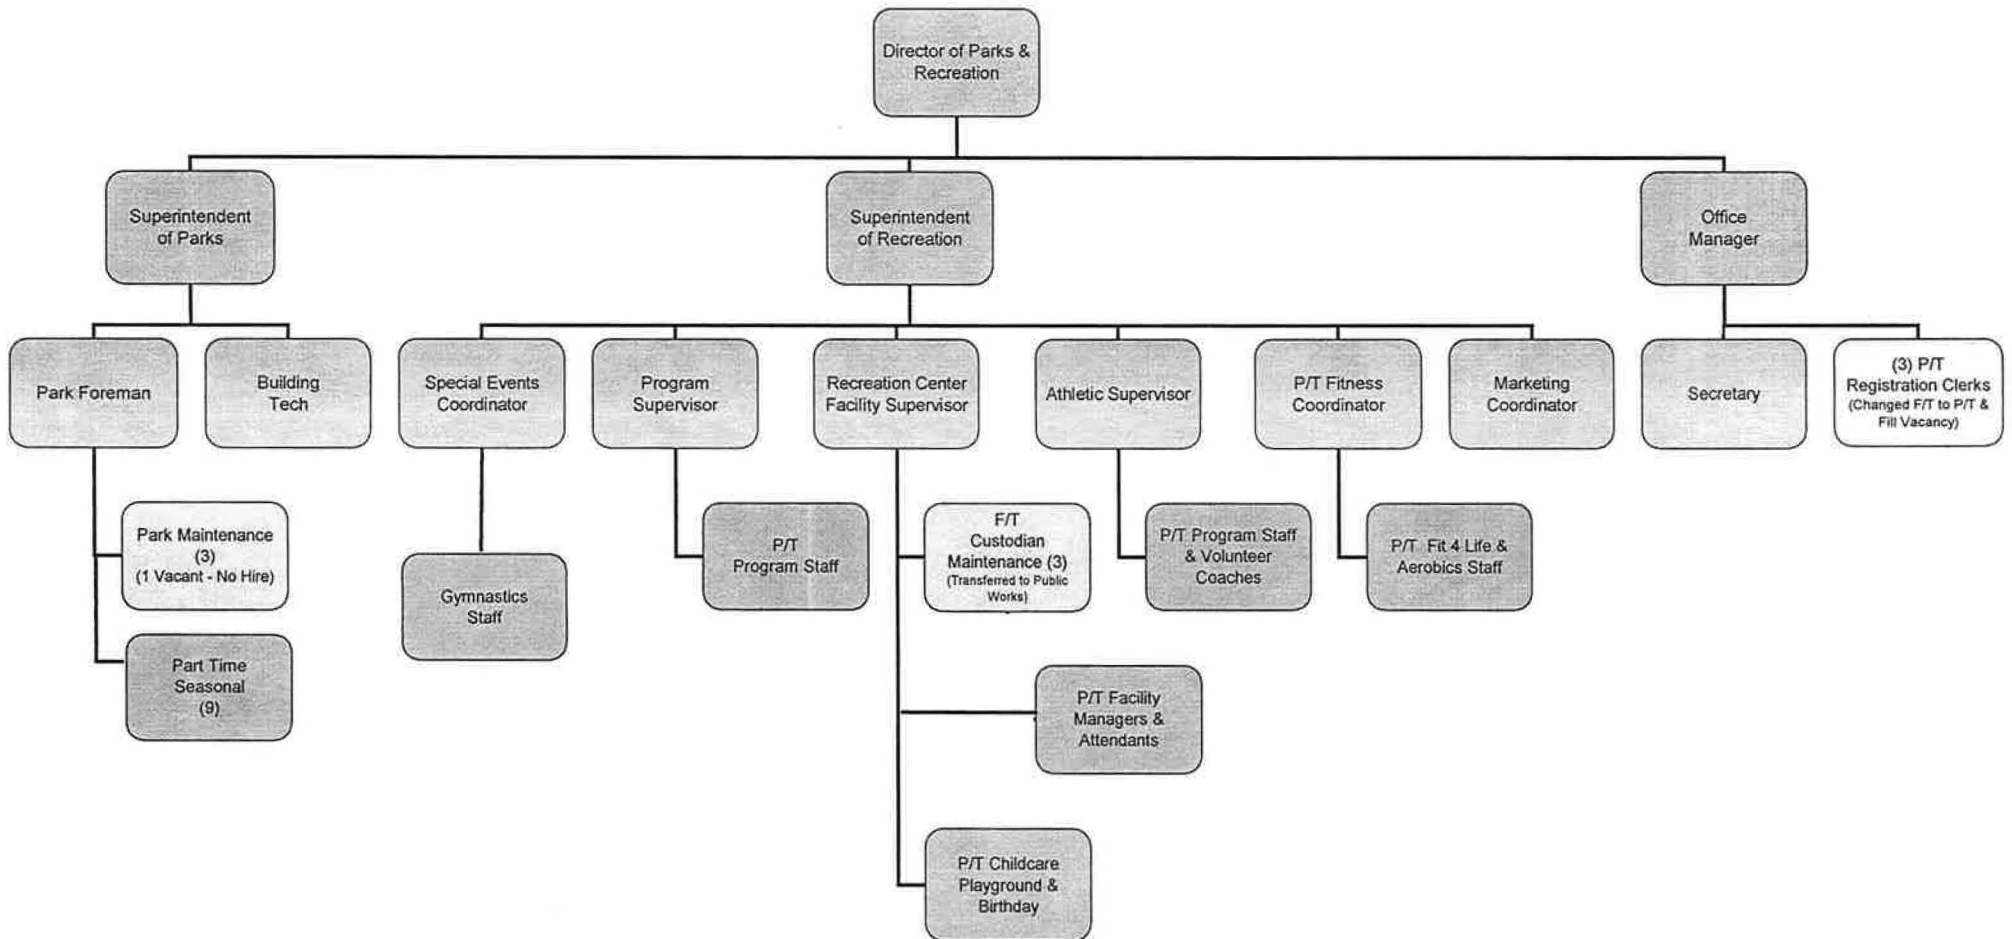 Director of Parks &
Recreation
Superintendent
of Parks
Superintendent
of Recreation
Office
Manager
Park Foreman
Building
Tech
Special Events
Coordinator
Program
Supervisor
Recreation Center
Facility Supervisor
Athletic Supervisor
P/T Fitness
Coordinator
Marketing
Coordinator
Secretary
(3) P/T
Registration Clerks
(Changed F/T to P/T &
Fill Vacancy)
Park Maintenance
(3)
(1 Vacant - No Hire)
Part Time
Seasonal
(9)
Gymnastics
Staff
P/T
Program Staff
F/T
Custodian
Maintenance (3)
(Transferred to Public
Works)
P/T Program Staff
& Volunteer
Coaches
P/T Fit 4 Life &
Aerobics Staff
P/T Facility
Managers &
Attendants
P/T Childcare
Playground &
Birthday